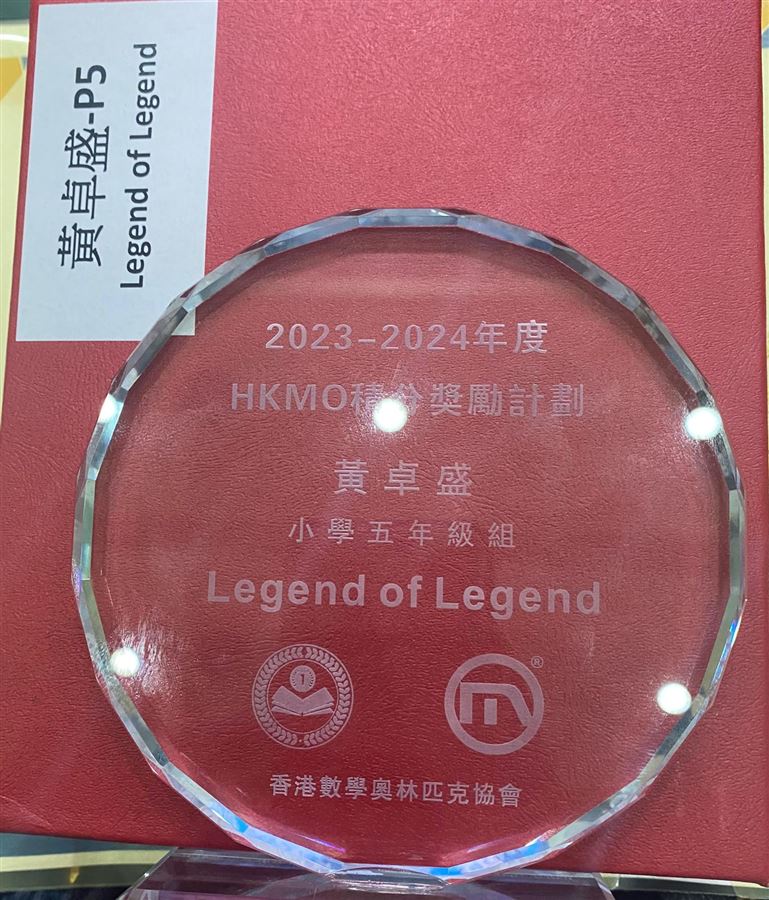 黃卓盛-P5
Legend of Legend
2023-2024年度
HKMO積分獎勵計劃
黃卓盛
小學五年級組
Legend of Legend
1
®
香港數學奧林匹克協會